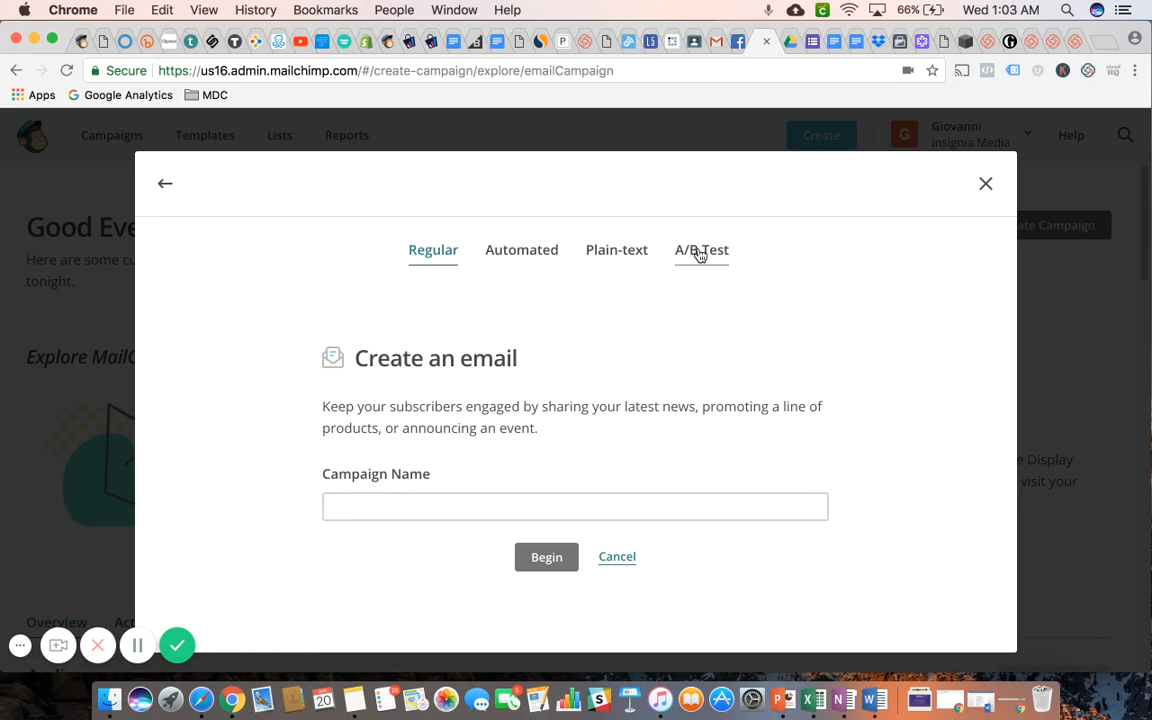 Chrome File Edit View History Bookmarks People Window Help 66% Wed 1:03 AM
Secure https://us16.admin.mailchimp.com/#/create-campaign/explore/emailCampaign
Apps Google Analytics MDC
Campaigns Templates Lists Reports Create G Giovanni Help
Insignia Media
Good Eve
Create Campaign
Here are some cu
tonight.
Regular Automated Plain-text A/B Test
Explore MailC
Create an email
Keep your subscribers engaged by sharing your latest news, promoting a line of
products, or announcing an event.
e Display
visit your
Campaign Name
Begin Cancel
Overview Act